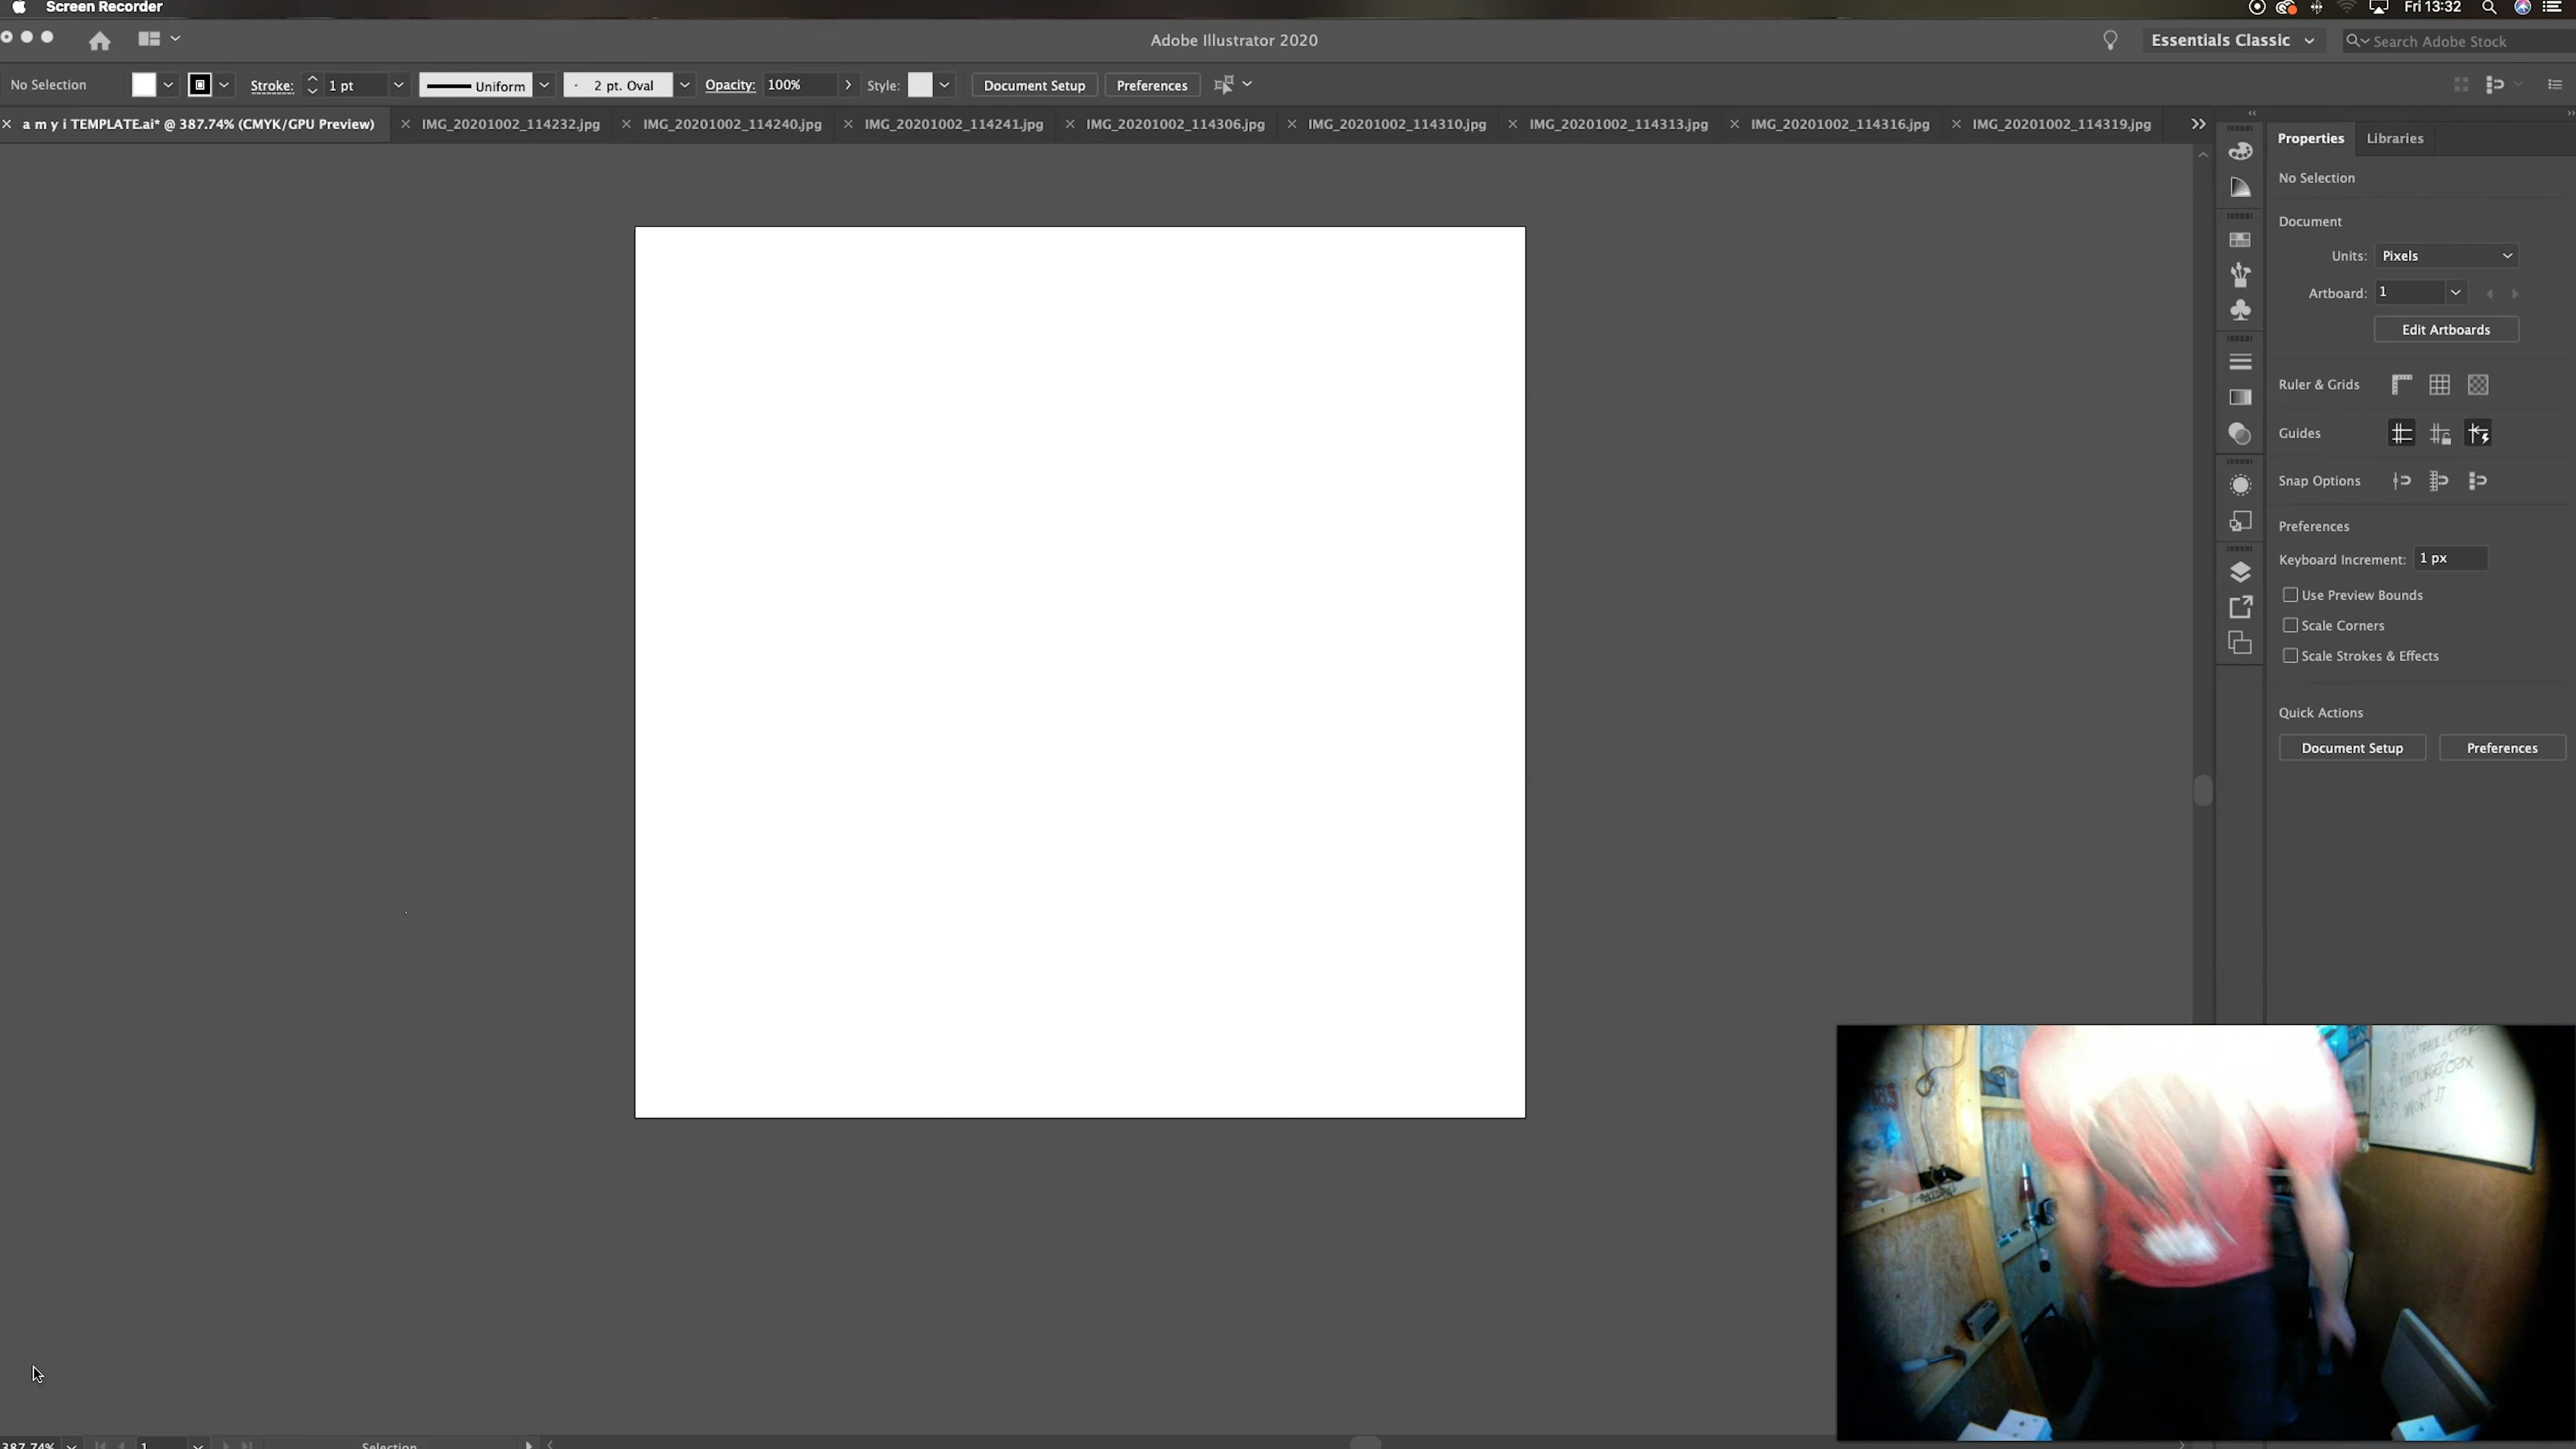 Screen Recorder
Fri 13:32
Adobe Illustrator 2020
Essentials Classic
Search Adobe Stock
No Selection
Stroke:
1 pt
Uniform
2 pt. Oval
Opacity:
100%
Style:
Document Setup
Preferences
a m y i TEMPLATE.ai* @ 387.74% (CMYK/GPU Preview)
IMG_20201002_114232.jpg
IMG_20201002_114240.jpg
IMG_20201002_114241.jpg
IMG_20201002_114306.jpg
IMG_20201002_114310.jpg
IMG_20201002_114313.jpg
IMG_20201002_114316.jpg
IMG_20201002_114319.jpg
Properties
Libraries
No Selection
Document
Units:
Pixels
Artboard:
1
Edit Artboards
Ruler & Grids
Guides
Snap Options
Preferences
Keyboard Increment:
1 px
Use Preview Bounds
Scale Corners
Scale Strokes & Effects
Quick Actions
Document Setup
Preferences
387.74%
1
Selection